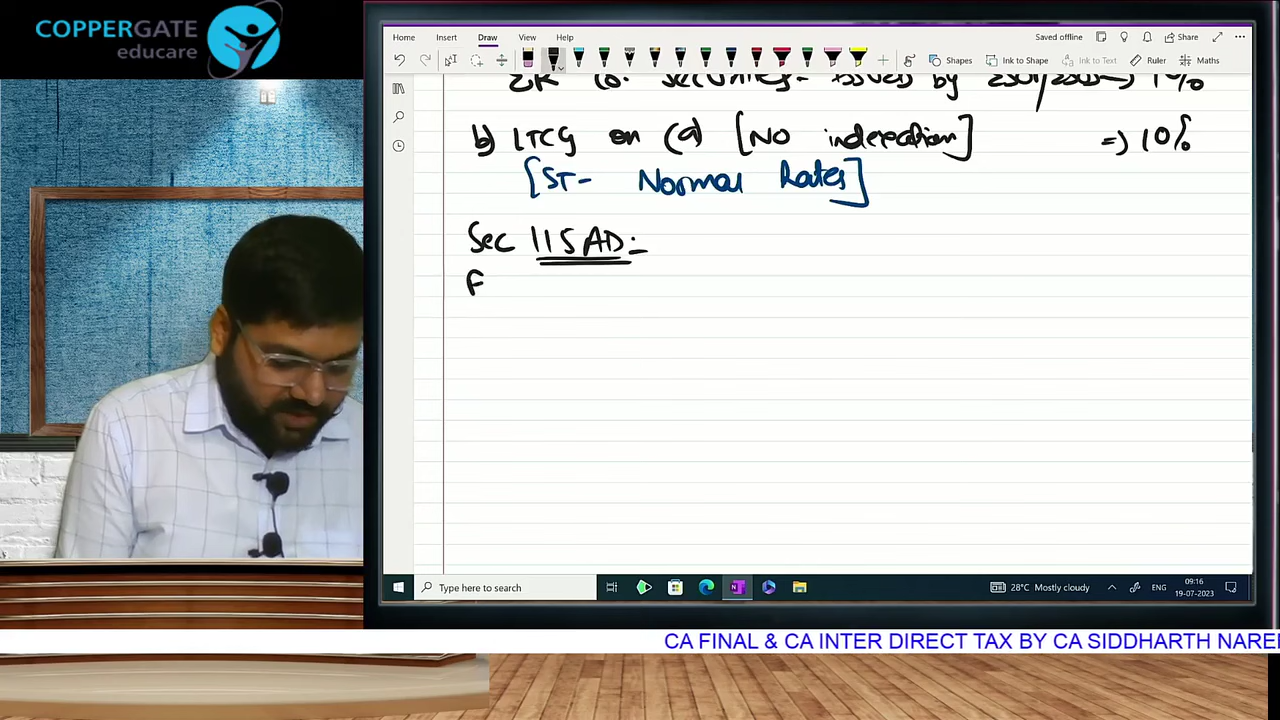 COPPERGATE
educare
Home Insert Draw View Help
Saved offline Share
Shapes Ink to Shape Ink to Text Ruler Maths
by
b) LTCG on (a) [No indexation] => 10%
[ST- Normal Rates]
Sec 115AD:-
F
Type here to search
28°C Mostly cloudy
ENG
09:16
19-07-2023
CA FINAL & CA INTER DIRECT TAX BY CA SIDDHARTH NARE